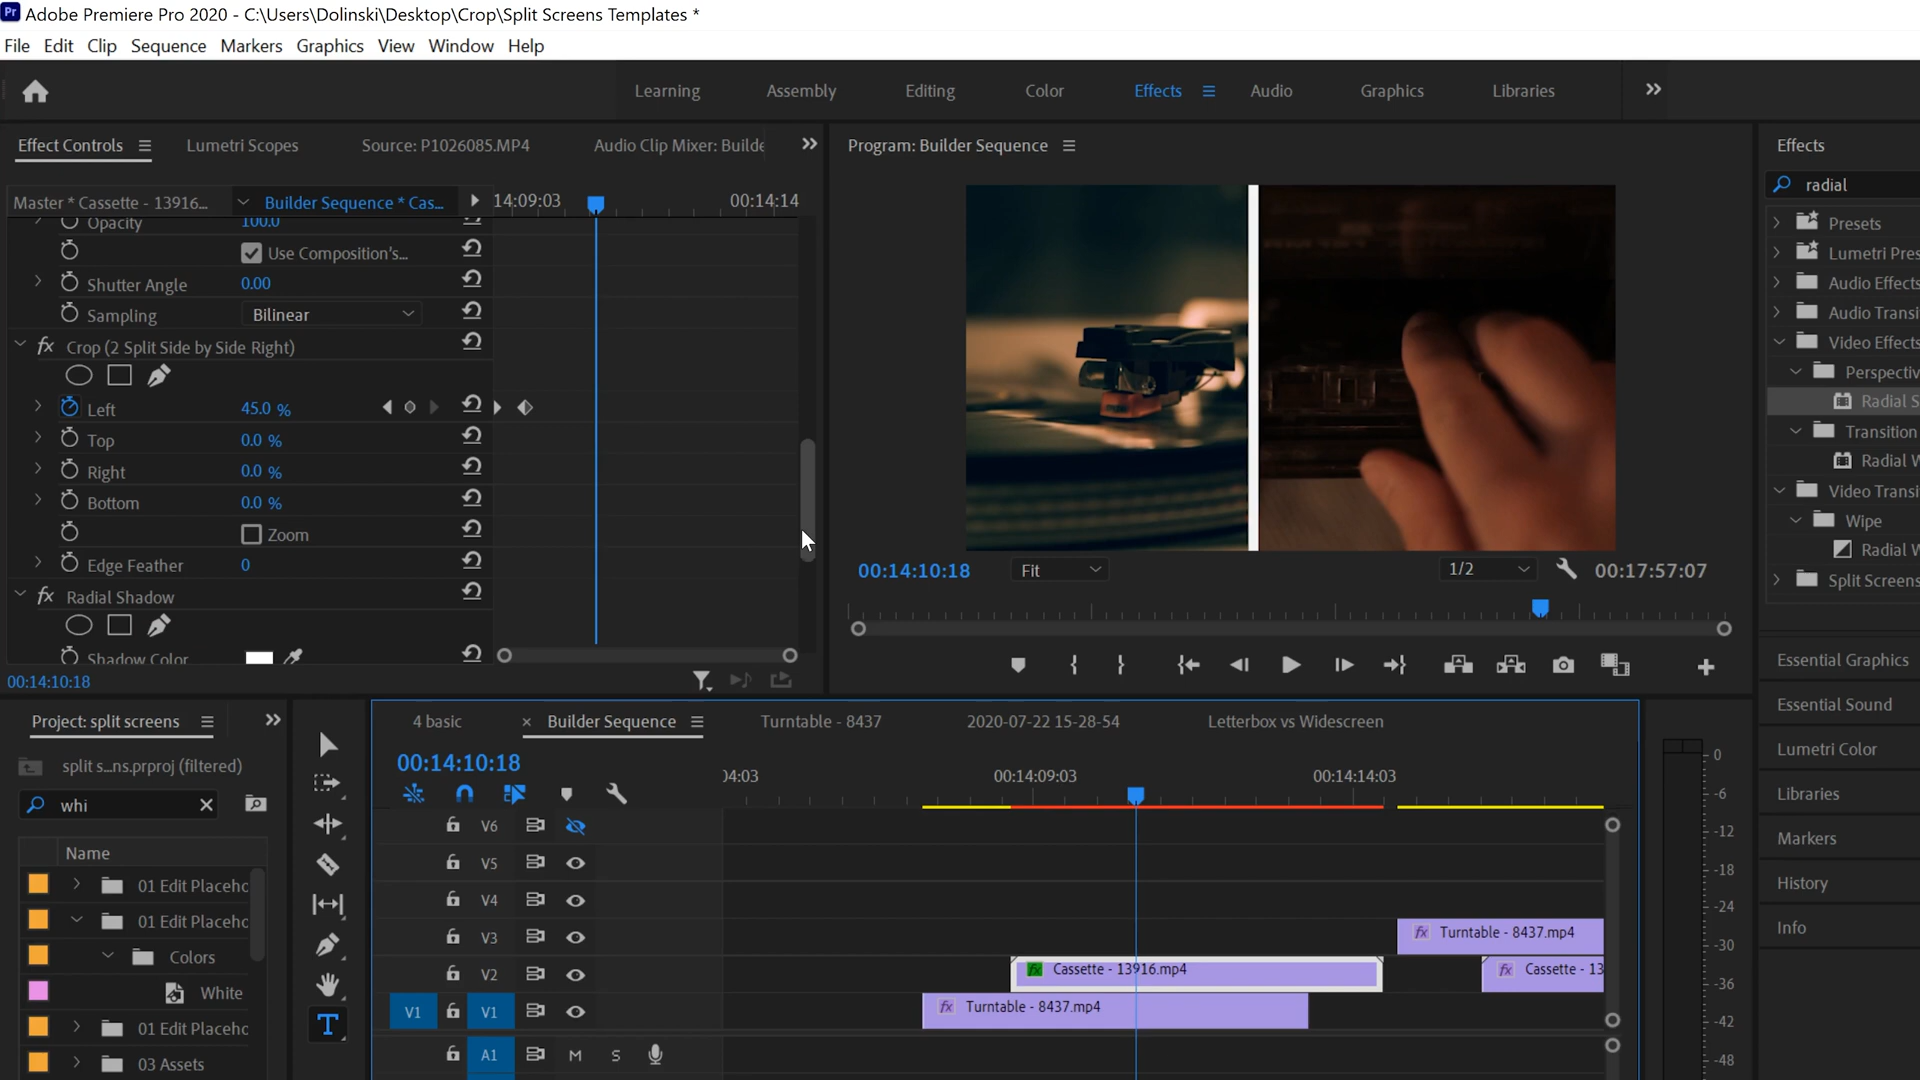 Pr Adobe Premiere Pro 2020 - C:\Users\Dolinski\Desktop\Crop\Split Screens Templates *
File Edit Clip Sequence Markers Graphics View Window Help
Learning Assembly Editing Color Effects Audio Graphics Libraries
Effect Controls Lumetri Scopes Source: P1026085.MP4 Audio Clip Mixer: Builde
Master * Cassette - 13916... Builder Sequence * Cas... 14:09:03 00:14:14
Opacity 100.0
Use Composition's...
Shutter Angle 0.00
Sampling Bilinear
fx Crop (2 Split Side by Side Right)
Left 45.0 %
Top 0.0 %
Right 0.0 %
Bottom 0.0 %
Zoom
Edge Feather 0
fx Radial Shadow
Shadow Color
00:14:10:18
Program: Builder Sequence
00:14:10:18 Fit 1/2 00:17:57:07
Effects
radial
Presets
Lumetri Pres
Audio Effects
Audio Transi
Video Effects
Perspectiv
Radial S
Transition
Radial W
Video Transi
Wipe
Radial W
Split Screens
Essential Graphics
Essential Sound
Lumetri Color
Libraries
Markers
History
Info
Project: split screens
split s...ns.prproj (filtered)
whi
Name
01 Edit Placeho
01 Edit Placeho
Colors
White
01 Edit Placeho
03 Assets
4 basic × Builder Sequence Turntable - 8437 2020-07-22 15-28-54 Letterbox vs Widescreen
00:14:10:18
04:03 00:14:09:03 00:14:14:03
V6
V5
V4
V3 fx Turntable - 8437.mp4
V2 fx Cassette - 13916.mp4 fx Cassette - 13
V1 V1 fx Turntable - 8437.mp4
A1 M S
0
-6
-12
-18
-24
-30
-36
-42
-48